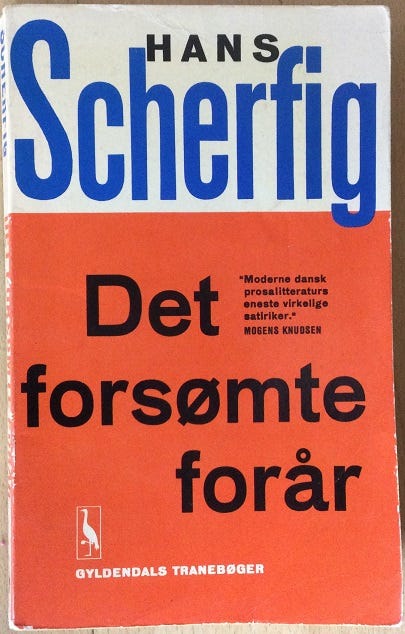 HANS
Scherfig
Det
"Moderne dansk
prosalitteraturs
eneste virkelige
satiriker."
MOGENS KNUDSEN
forsømte
forår
GYLDENDALS TRANEBØGER